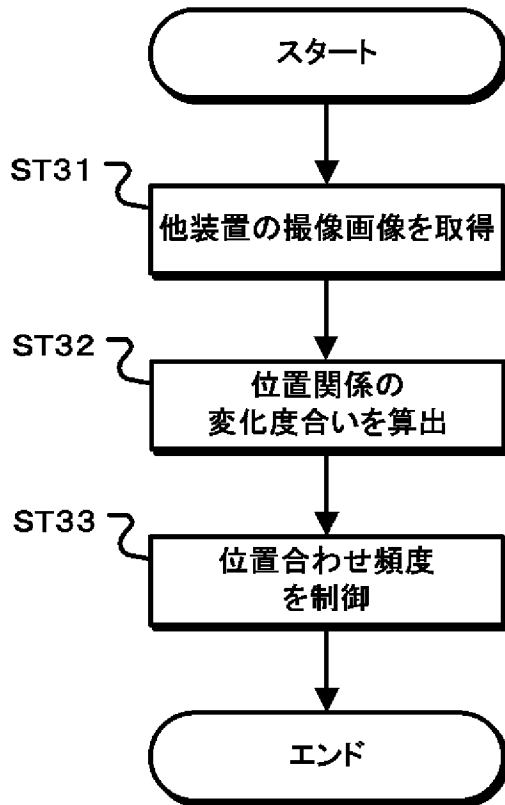 スタート
ST31
他装置の撮像画像を取得
ST32
位置関係の
変化度合いを算出
ST33
位置合わせ頻度
を制御
エンド